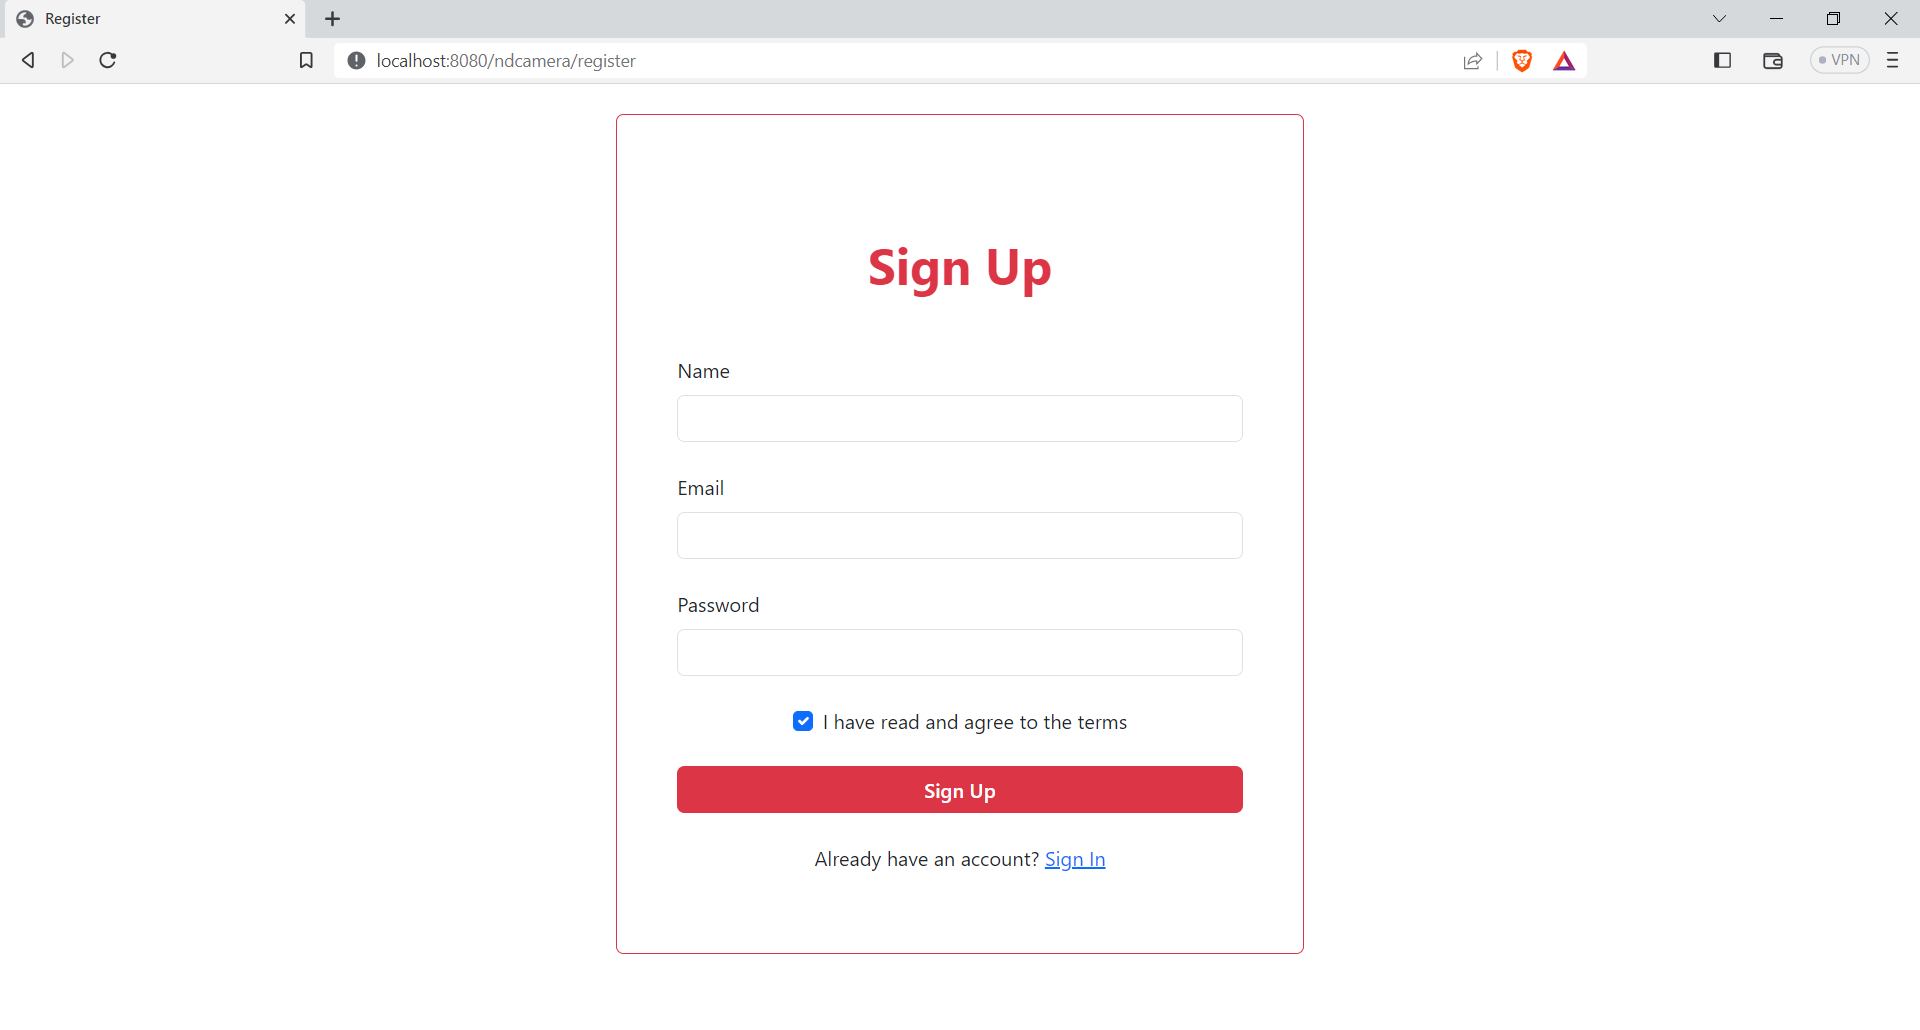 Register
localhost:8080/ndcamera/register
VPN
Sign Up
Name
Email
Password
I have read and agree to the terms
Sign Up
Already have an account? Sign In